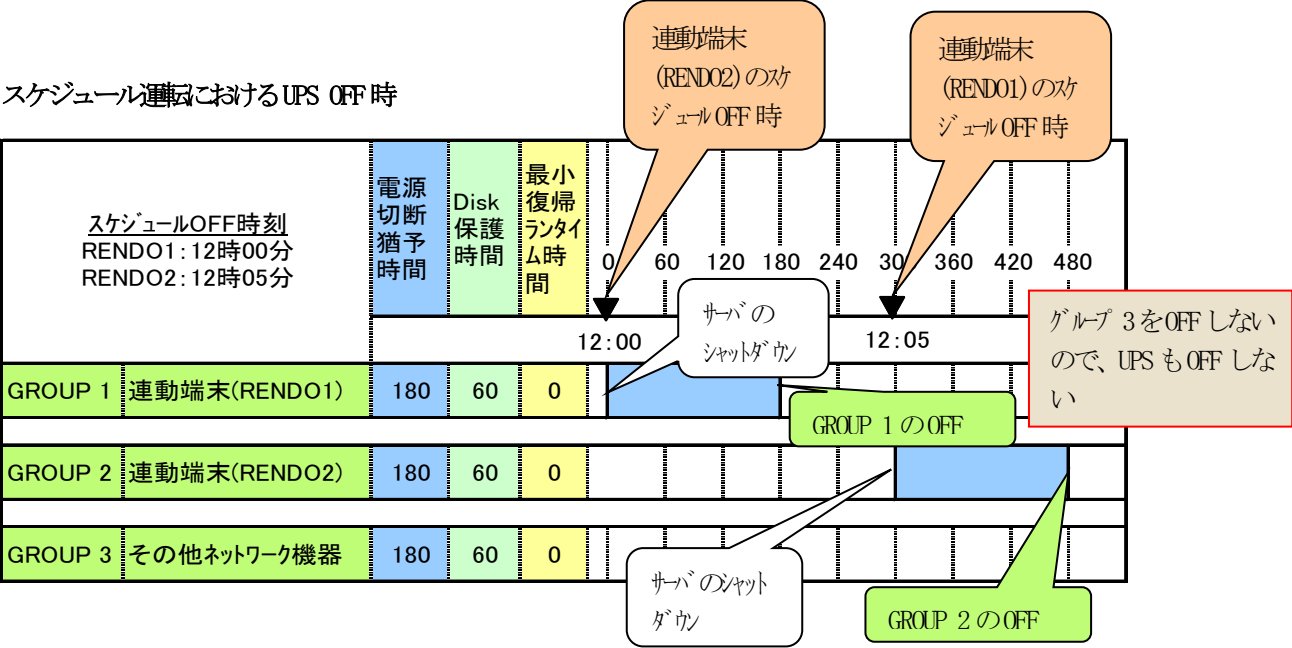 連動端末
(RENDO2)のスケ
ジュールOFF時
連動端末
(RENDO1)のスケ
ジュールOFF時
スケジュール運転におけるUPS OFF時
スケジュールOFF時刻
RENDO1:12時00分
RENDO2:12時05分
電源
切断
猶予
時間
Disk
保護
時間
最小
復帰
ランタイ
ム時
間
0 60 120 180 240 30 360 420 480
12:00
12:05
サーバの
シャットダウン
グループ 3をOFFしない
ので、UPSもOFFしな
い
GROUP 1 連動端末(RENDO1) 180 60 0
GROUP 1のOFF
GROUP 2 連動端末(RENDO2) 180 60 0
GROUP 3 その他ネットワーク機器 180 60 0
サーバのシャット
ダウン
GROUP 2のOFF